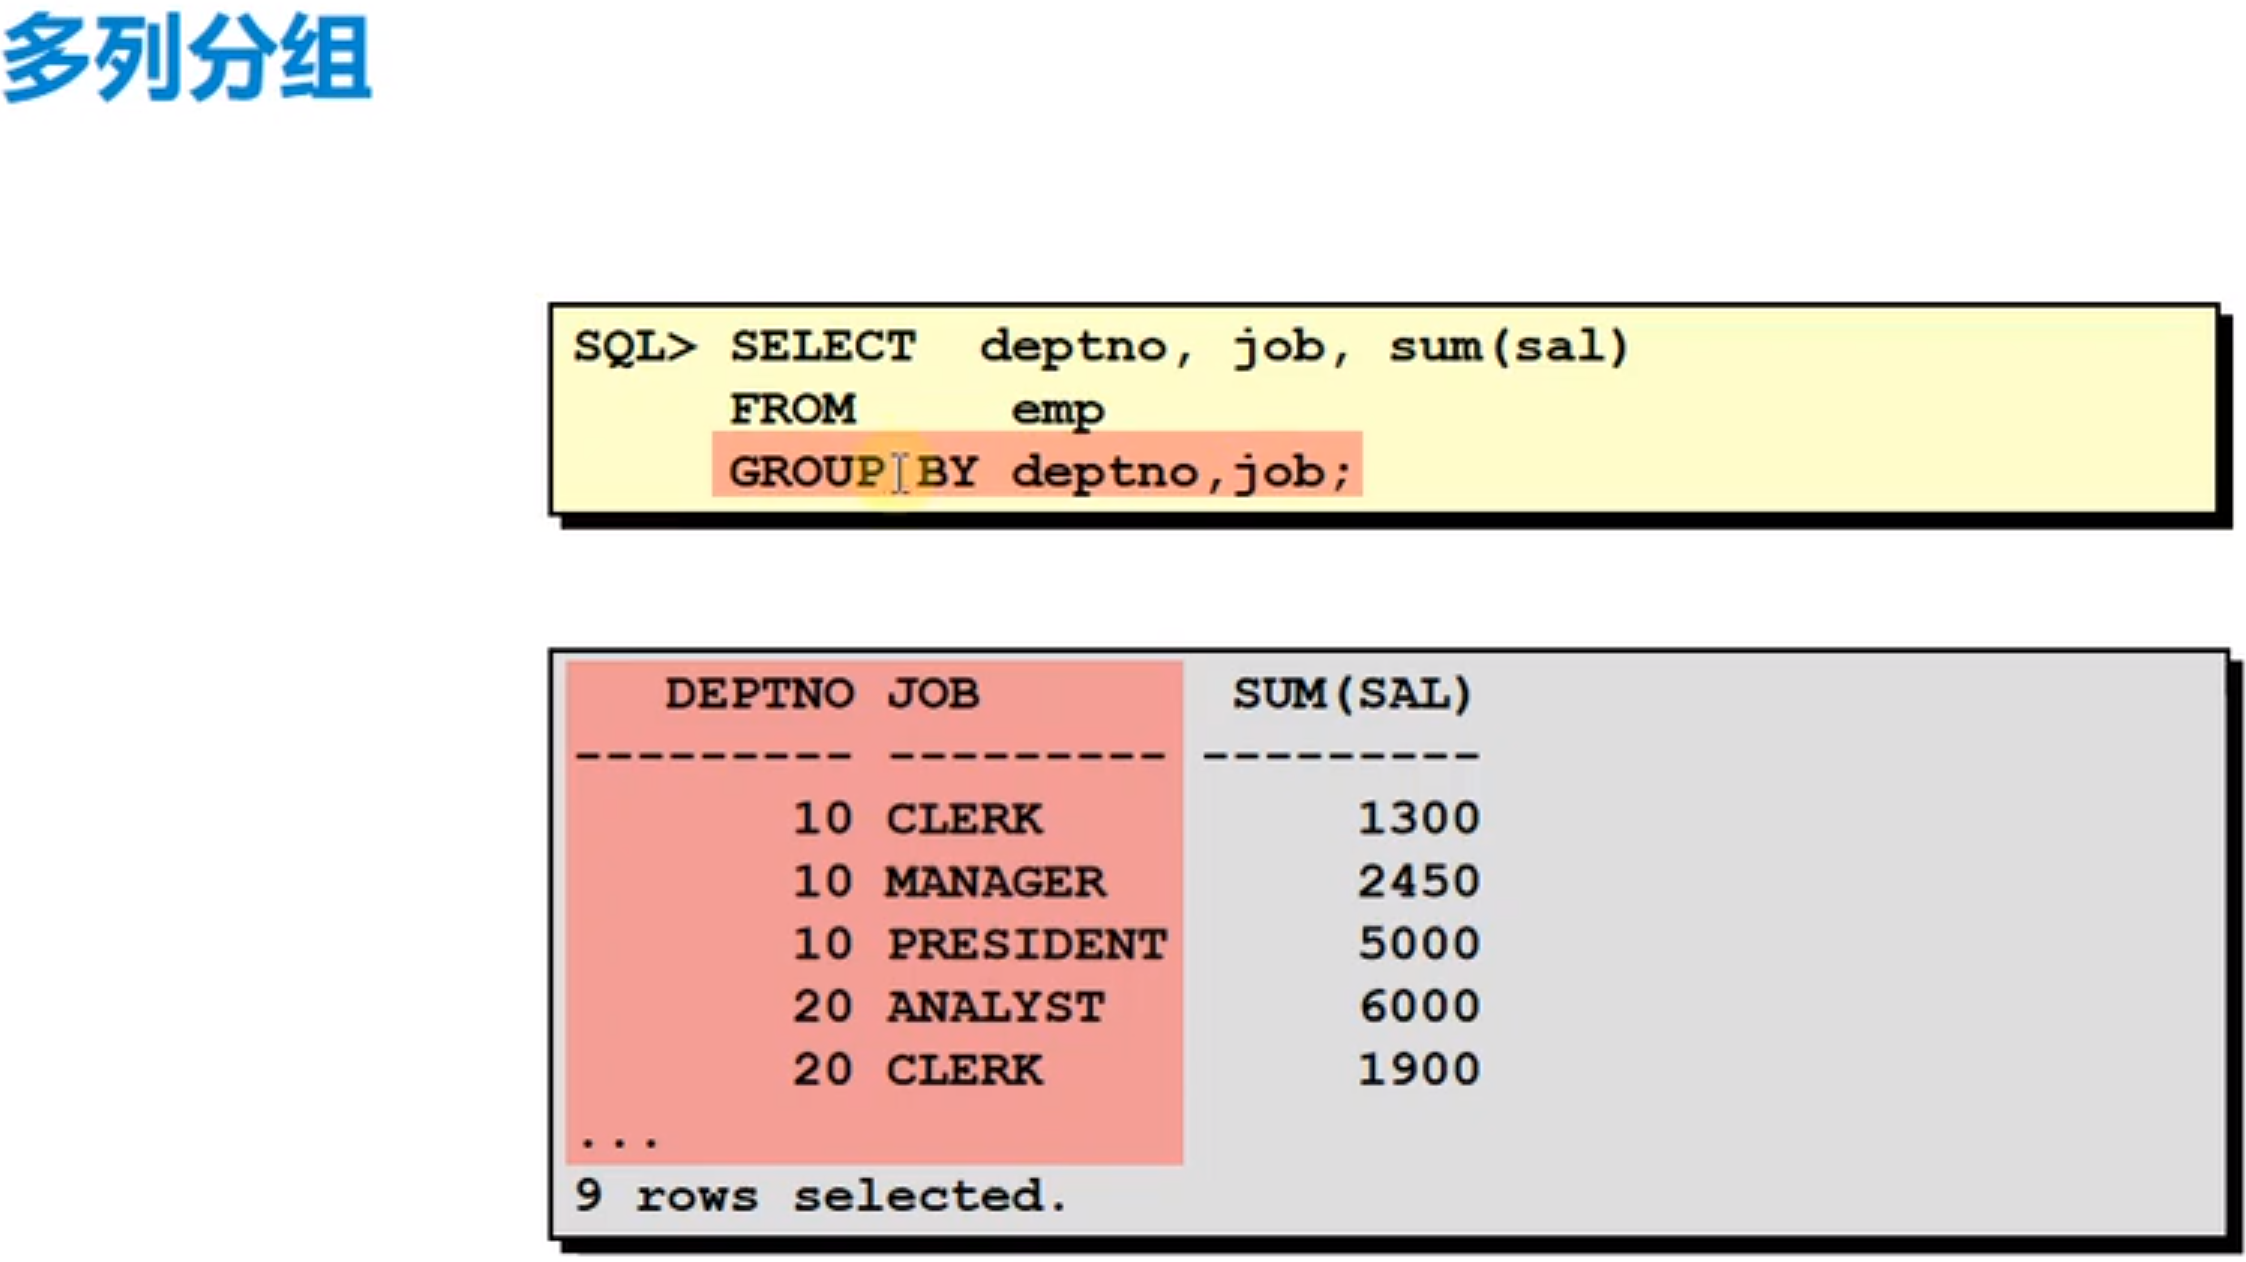 多列分组
SQL> SELECT  deptno, job, sum(sal)
     FROM     emp
     GROUP BY deptno,job;
   DEPTNO JOB        SUM(SAL)
--------- --------- ---------
       10 CLERK          1300
       10 MANAGER        2450
       10 PRESIDENT      5000
       20 ANALYST        6000
       20 CLERK          1900
...
9 rows selected.